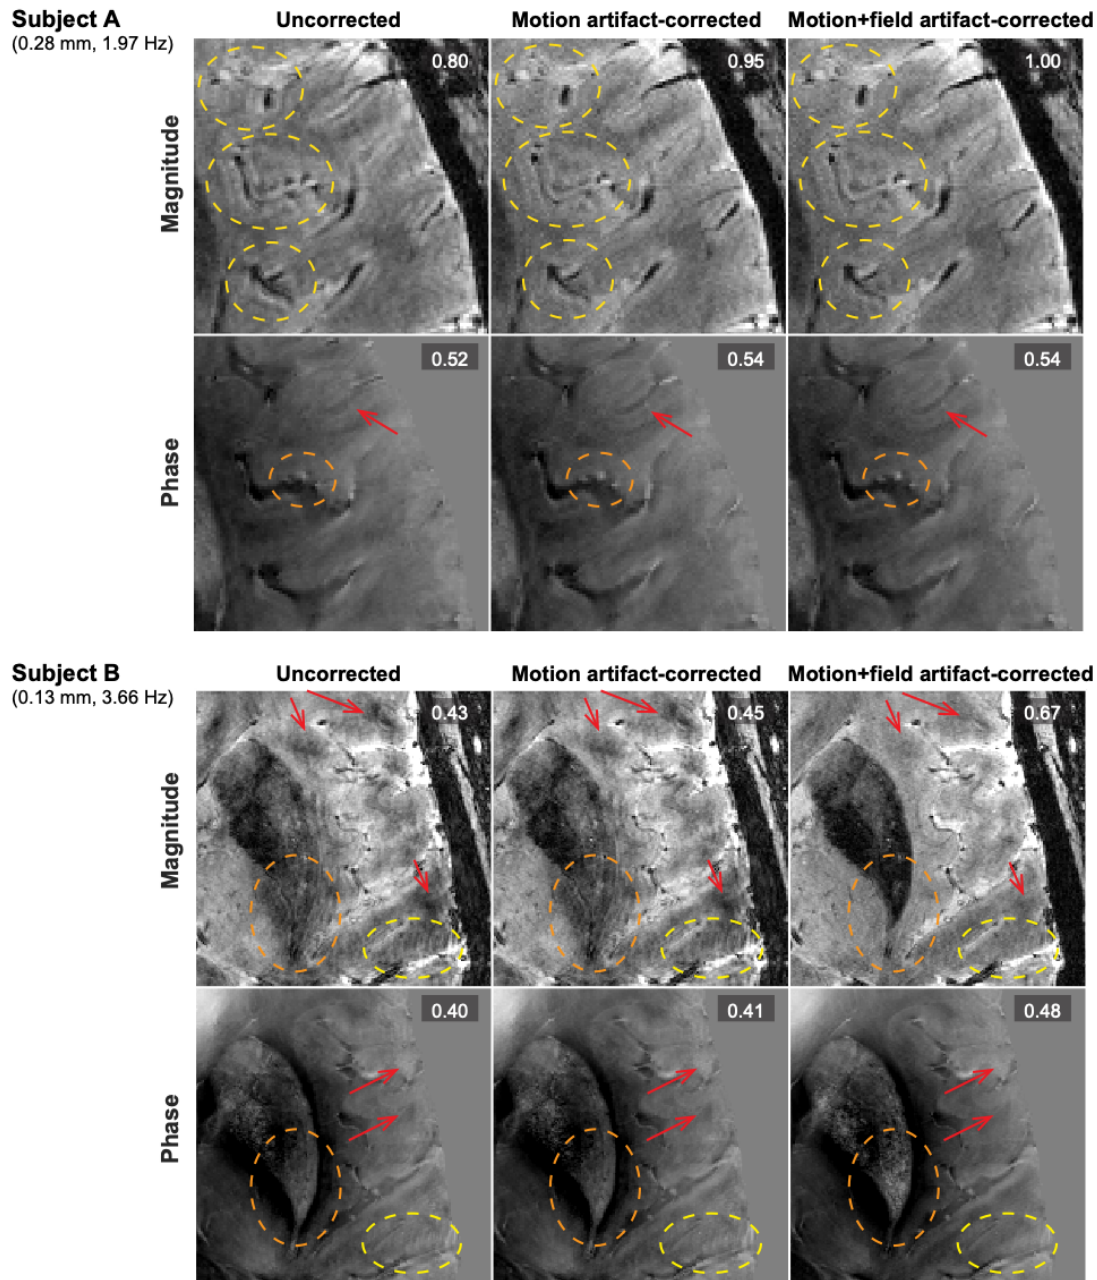 Subject A
(0.28 mm, 1.97 Hz)
Uncorrected
Motion artifact-corrected
Motion+field artifact-corrected
Magnitude
0.80
0.95
1.00
Phase
0.52
0.54
0.54
Subject B
(0.13 mm, 3.66 Hz)
Uncorrected
Motion artifact-corrected
Motion+field artifact-corrected
Magnitude
0.43
0.45
0.67
Phase
0.40
0.41
0.48